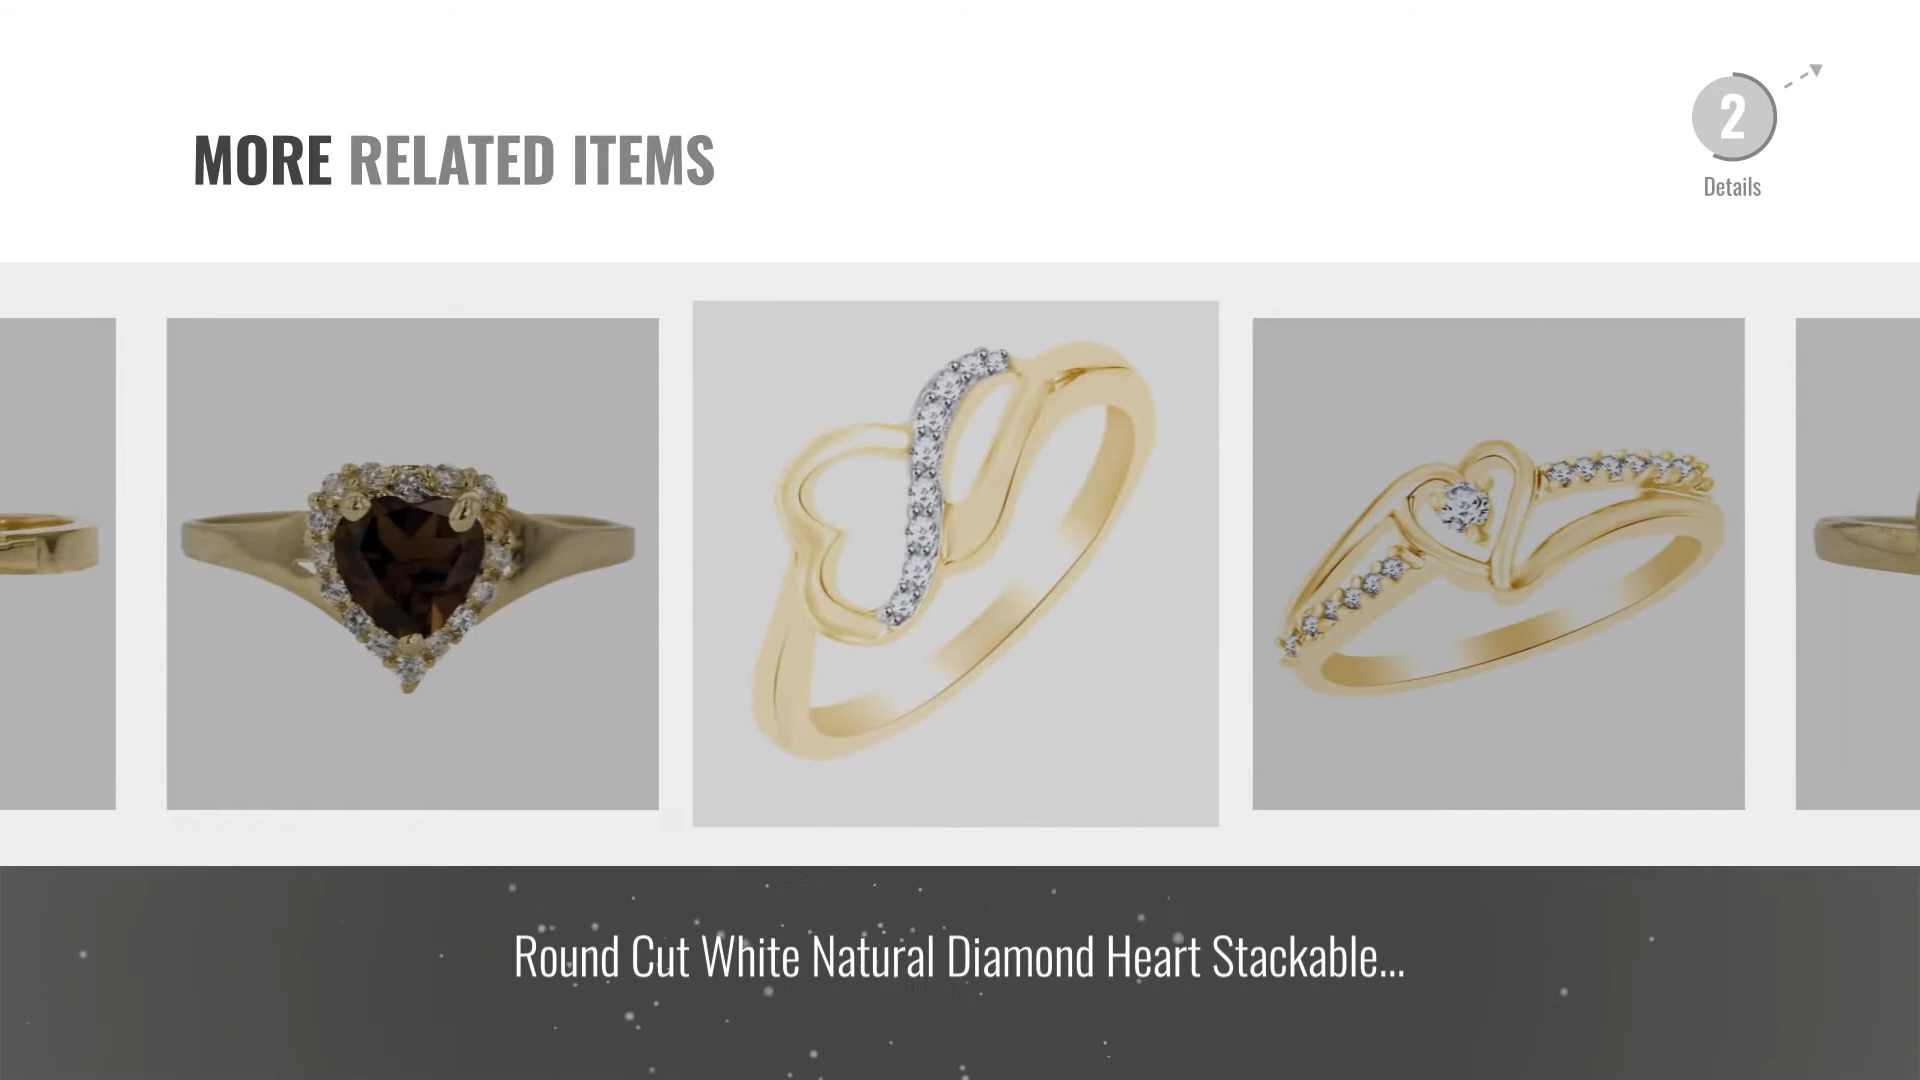 MORE RELATED ITEMS
2
Details
Round Cut White Natural Diamond Heart Stackable...